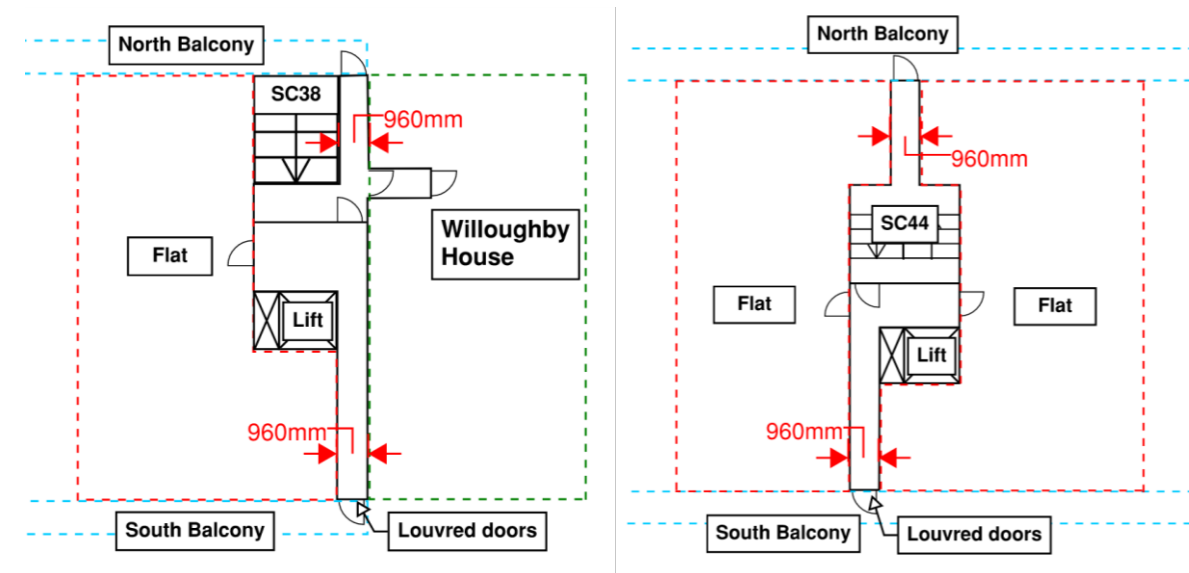 North Balcony
SC38
960mm
Willoughby
House
Flat
Lift
960mm
South Balcony
Louvred doors
North Balcony
960mm
SC44
Flat
Flat
Lift
960mm
South Balcony
Louvred doors